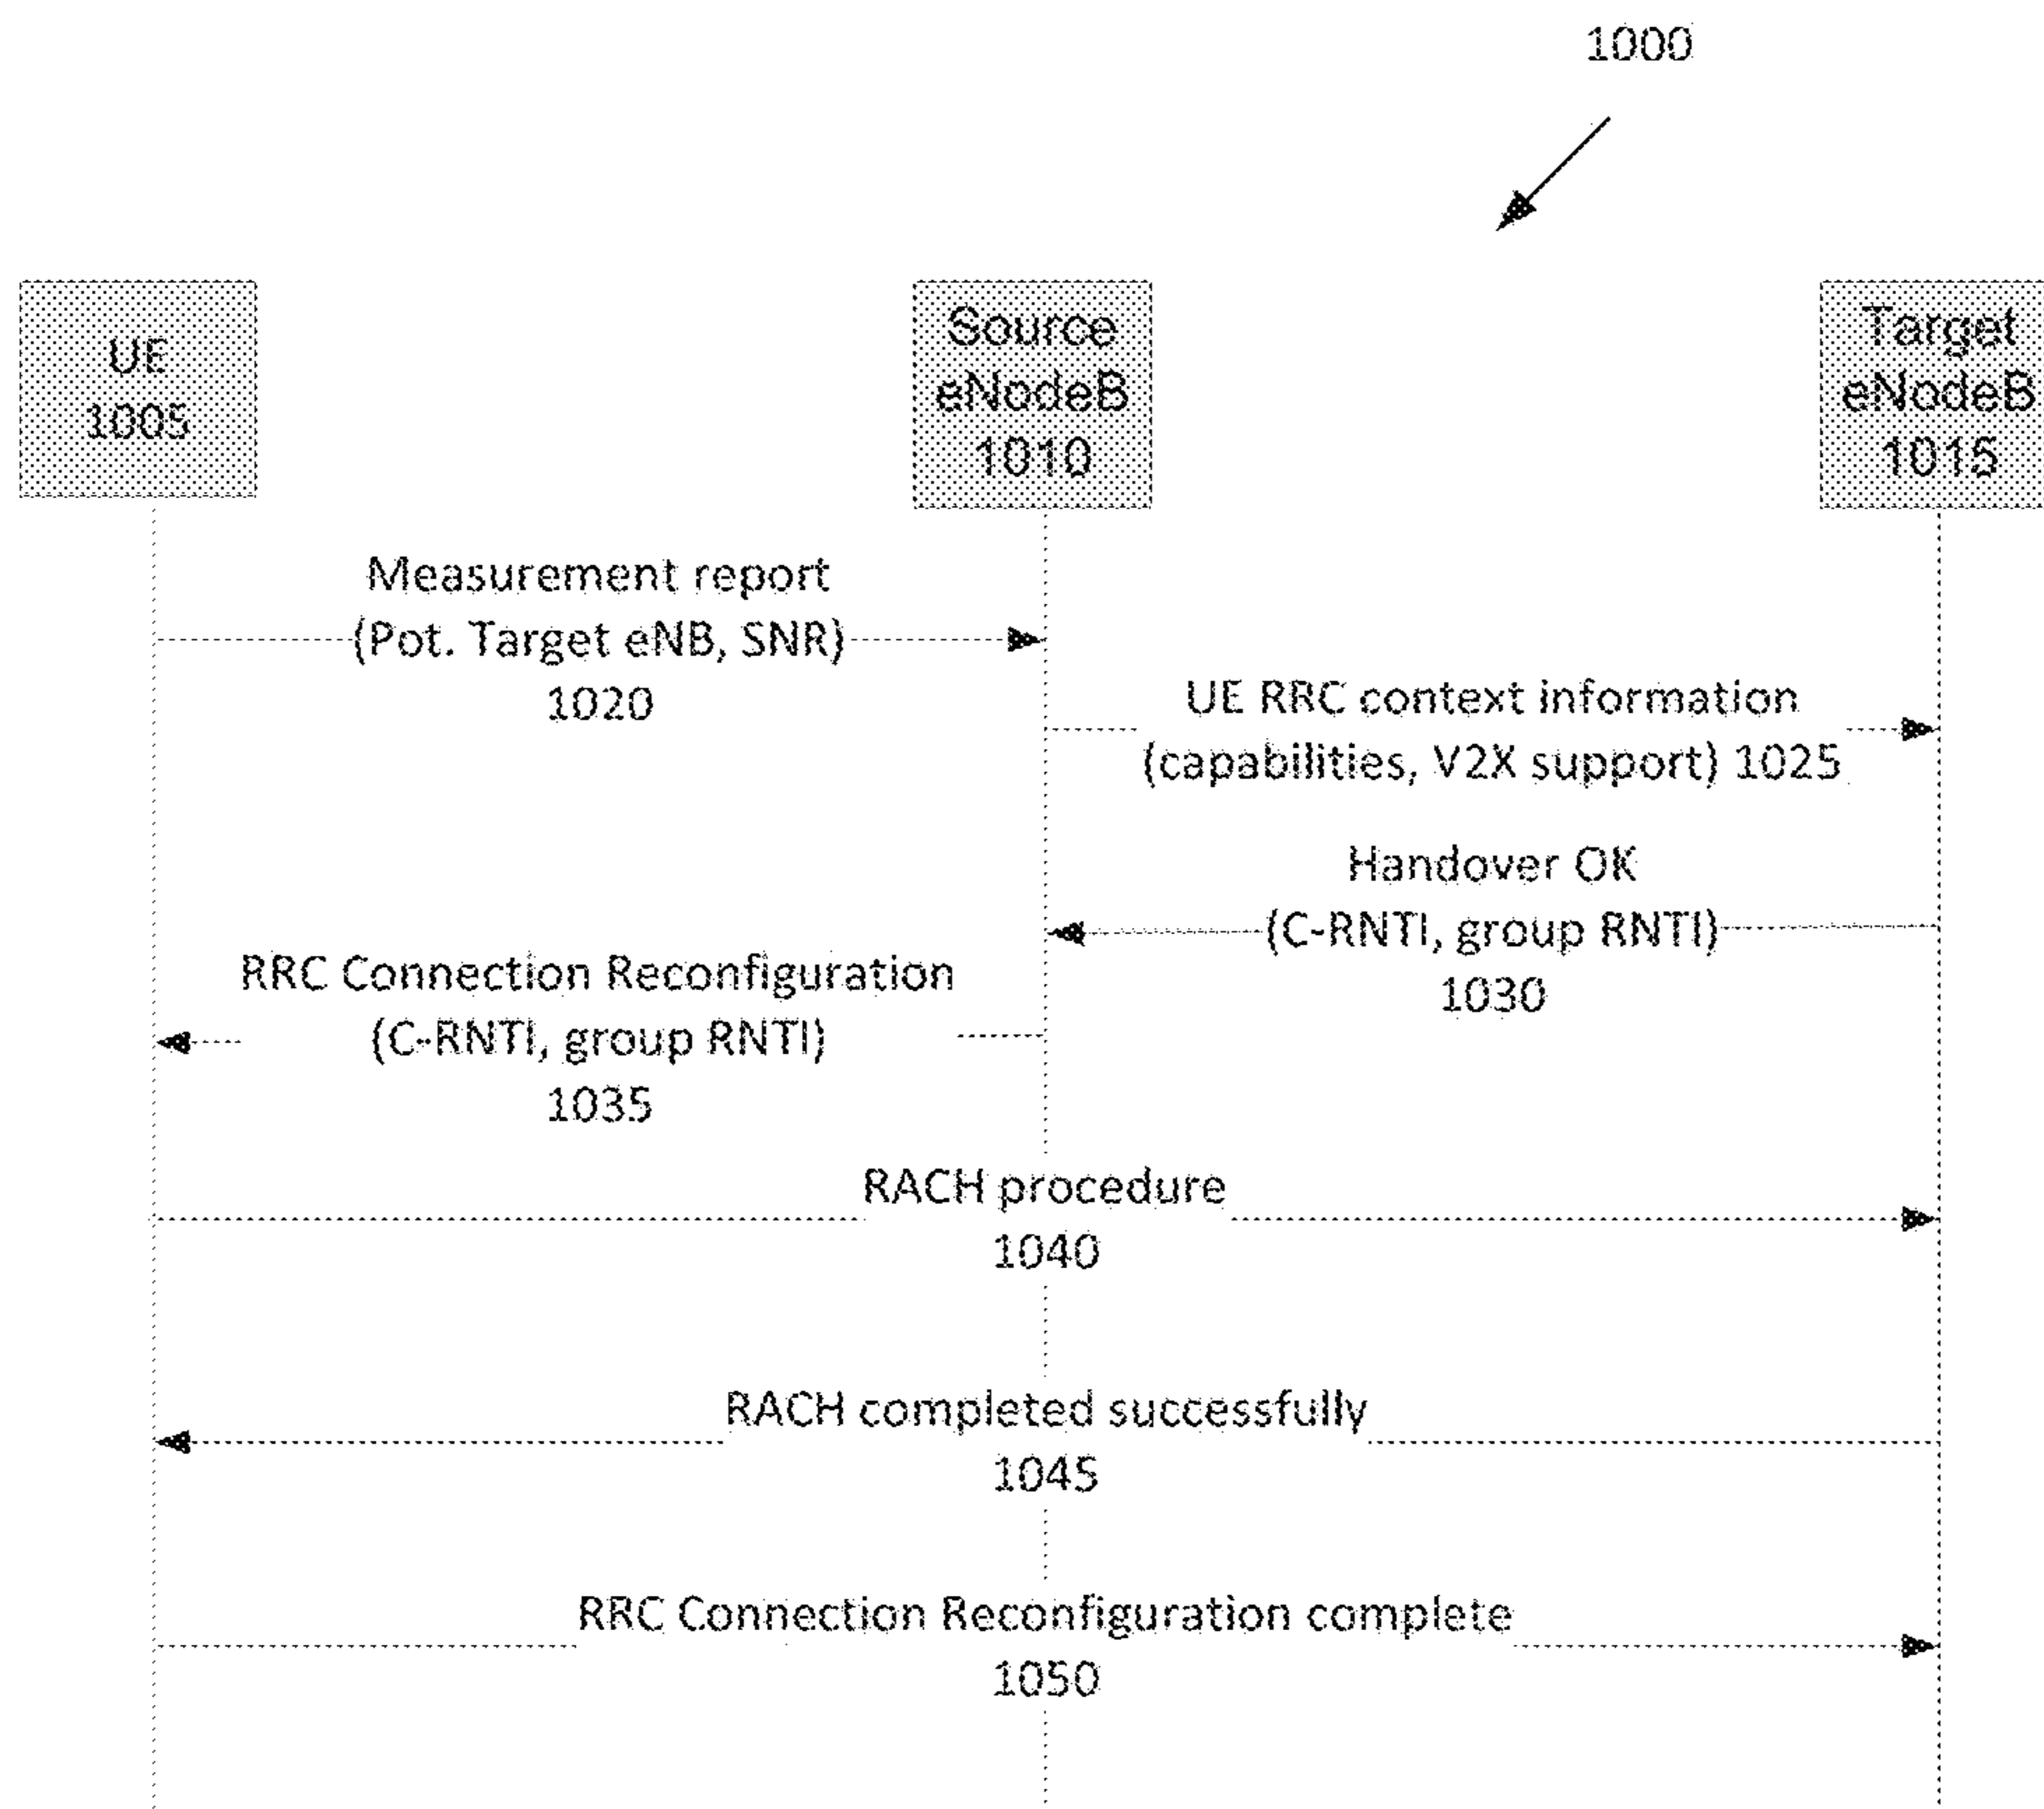 1000
UE
1005
Source
eNodeB
1010
Target
eNodeB
1015
Measurement report
(Pot. Target eNB, SNR)
1020
UE RRC context information
(capabilities, V2X support) 1025
Handover OK
(C-RNTI, group RNTI)
1030
RRC Connection Reconfiguration
(C-RNTI, group RNTI)
1035
RACH procedure
1040
RACH completed successfully
1045
RRC Connection Reconfiguration complete
1050